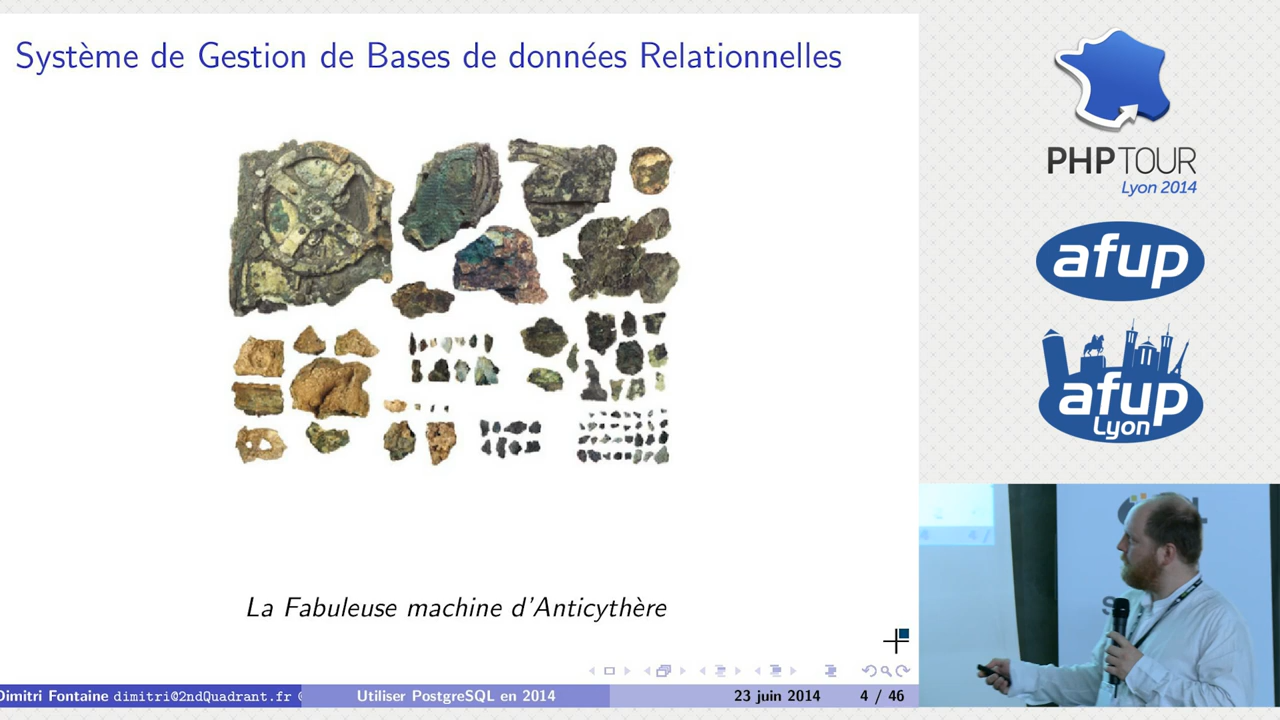 Système de Gestion de Bases de données Relationnelles
La Fabuleuse machine d'Anticythère
Dimitri Fontaine dimitri@2ndQuadrant.fr
Utiliser PostgreSQL en 2014
23 juin 2014
4 / 46
PHPTOUR
Lyon 2014
afup
afup
Lyon